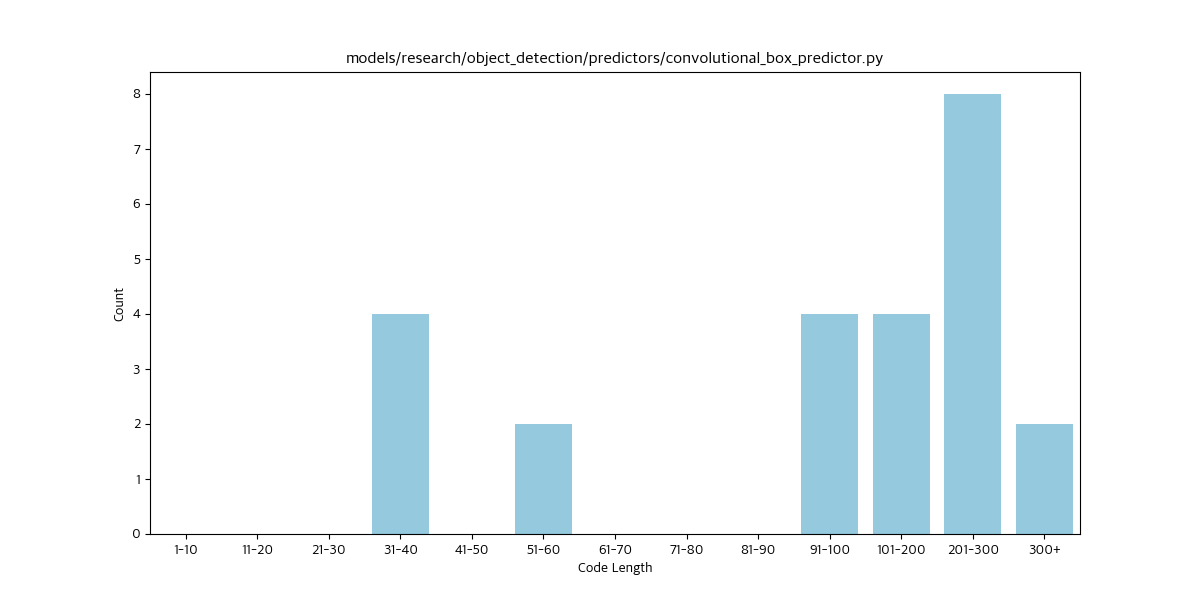 models/research/object_detection/predictors/convolutional_box_predictor.py
8
7
6
5
4
3
2
1
0
Count
1-10 11-20 21-30 31-40 41-50 51-60 61-70 71-80 81-90 91-100 101-200 201-300 300+
Code Length